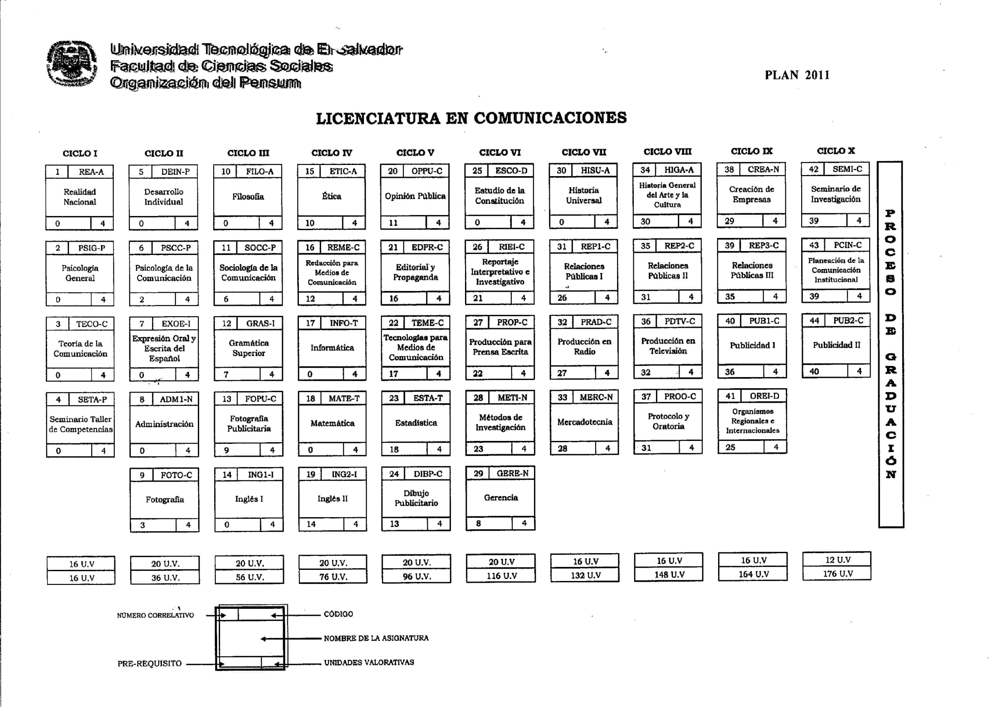 Universidad Tecnológica de El Salvador
Facultad de Ciencias Sociales
Organización del Pensum
PLAN 2011
LICENCIATURA EN COMUNICACIONES
CICLO I
1 REA-A
Realidad
Nacional
0 4
2 PSIG-P
Psicología
General
0 4
3 TECO-C
Teoría de la
Comunicación
0 4
4 SETA-P
Seminario Taller
de Competencias
0 4
16 U.V
16 U.V
CICLO II
5 DEIN-P
Desarrollo
Individual
0 4
6 PSCC-P
Psicología de la
Comunicación
2 4
7 EXOE-I
Expresión Oral y
Escrita del
Español
0 4
8 ADM1-N
Administración
0 4
9 FOTO-C
Fotografía
3 4
20 U.V.
36 U.V.
CICLO III
10 FILO-A
Filosofía
0 4
11 SOCC-P
Sociología de la
Comunicación
6 4
12 GRAS-I
Gramática
Superior
7 4
13 FOPU-C
Fotografía
Publicitaria
9 4
14 ING1-I
Inglés I
0 4
20 U.V.
56 U.V.
CICLO IV
15 ETIC-A
Ética
10 4
16 REME-C
Redacción para
Medios de
Comunicación
12 4
17 INFO-T
Informática
0 4
18 MATE-T
Matemática
0 4
19 ING2-I
Inglés II
14 4
20 U.V.
76 U.V.
CICLO V
20 OPPU-C
Opinión Pública
11 4
21 EDPR-C
Editorial y
Propaganda
16 4
22 TEME-C
Tecnologías para
Medios de
Comunicación
17 4
23 ESTA-T
Estadística
18 4
24 DIBP-C
Dibujo
Publicitario
13 4
20 U.V.
96 U.V.
CICLO VI
25 ESCO-D
Estudio de la
Constitución
0 4
26 RIEI-C
Reportaje
Interpretativo e
Investigativo
21 4
27 PROP-C
Producción para
Prensa Escrita
22 4
28 METI-N
Métodos de
Investigación
23 4
29 GERE-N
Gerencia
8 4
20 U.V
116 U.V
CICLO VII
30 HISU-A
Historia
Universal
0 4
31 REP1-C
Relaciones
Públicas I
26 4
32 PRAD-C
Producción en
Radio
27 4
33 MERC-N
Mercadotecnia
28 4
16 U.V
132 U.V
CICLO VIII
34 HIGA-A
Historia General
del Arte y la
Cultura
30 4
35 REP2-C
Relaciones
Públicas II
31 4
36 PDTV-C
Producción en
Televisión
32 4
37 PROO-C
Protocolo y
Oratoria
31 4
16 U.V
148 U.V
CICLO IX
38 CREA-N
Creación de
Empresas
29 4
39 REP3-C
Relaciones
Públicas III
35 4
40 PUB1-C
Publicidad I
36 4
41 OREI-D
Organismos
Regionales e
Internacionales
25 4
16 U.V
164 U.V
CICLO X
42 SEMI-C
Seminario de
Investigación
39 4
43 PCIN-C
Planeación de la
Comunicación
Institucional
39 4
44 PUB2-C
Publicidad II
40 4
12 U.V
176 U.V
PROCESO DE GRADUACIÓN
NÚMERO CORRELATIVO
CÓDIGO
NOMBRE DE LA ASIGNATURA
PRE-REQUISITO
UNIDADES VALORATIVAS